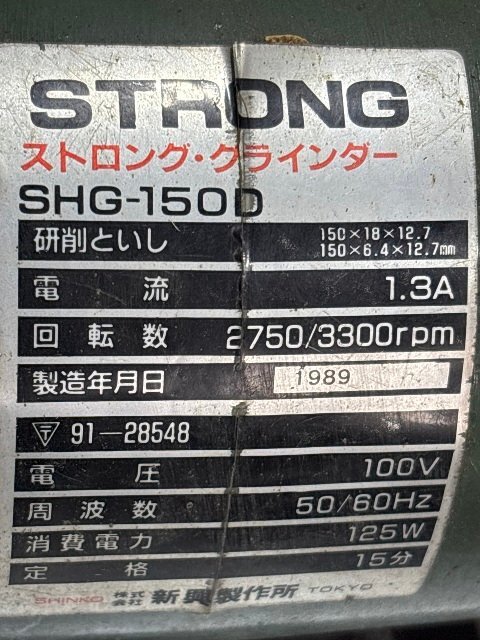 STRONG
ストロング・グラインダー
SHG-150D
研削といし 150×18×12.7
150×6.4×12.7mm
電流 1.3A
回転数 2750/3300rpm
製造年月日 1989
〒 91-28548
電圧 100V
周波数 50/60Hz
消費電力 125W
定格 15分
SHINKO 株式会社 新興製作所 TOKYO